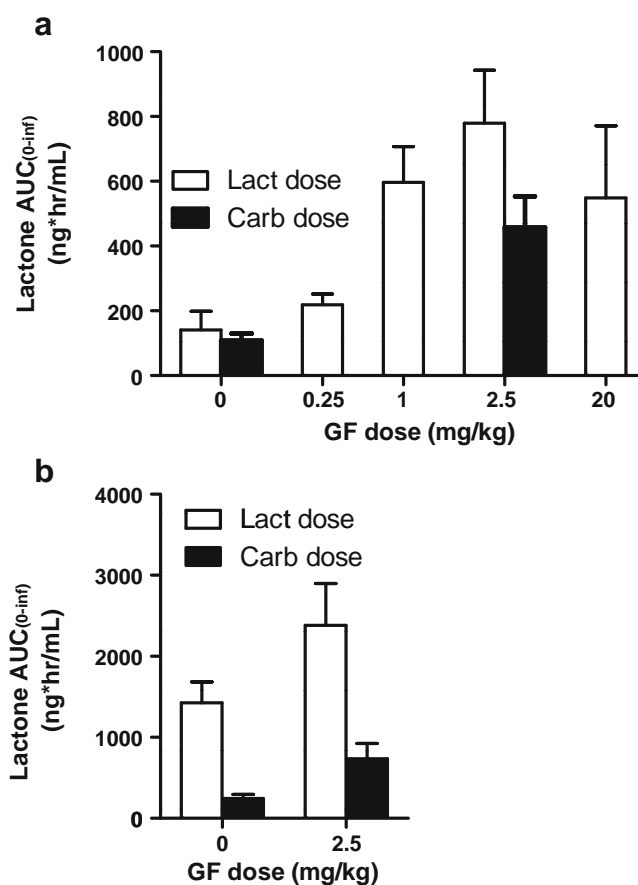 a
1000
800
600
400
200
0
Lactone AUC(0-inf)
(ng*hr/mL)
Lact dose
Carb dose
0 0.25 1 2.5 20
GF dose (mg/kg)
b
4000
3000
2000
1000
0
Lactone AUC(0-inf)
(ng*hr/mL)
Lact dose
Carb dose
0 2.5
GF dose (mg/kg)